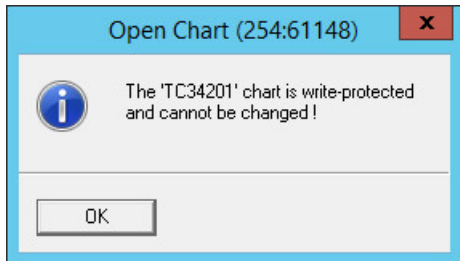 Open Chart (254:61148)
x
The 'TC34201' chart is write-protected
and cannot be changed !
OK